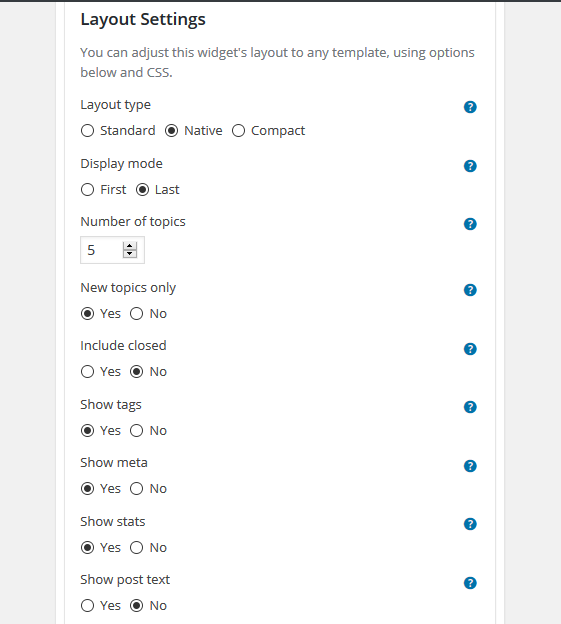 Layout Settings
You can adjust this widget's layout to any template, using options
below and CSS.
Layout type ?
Standard Native Compact
Display mode ?
First Last
Number of topics ?
5
New topics only ?
Yes No
Include closed ?
Yes No
Show tags ?
Yes No
Show meta ?
Yes No
Show stats ?
Yes No
Show post text ?
Yes No